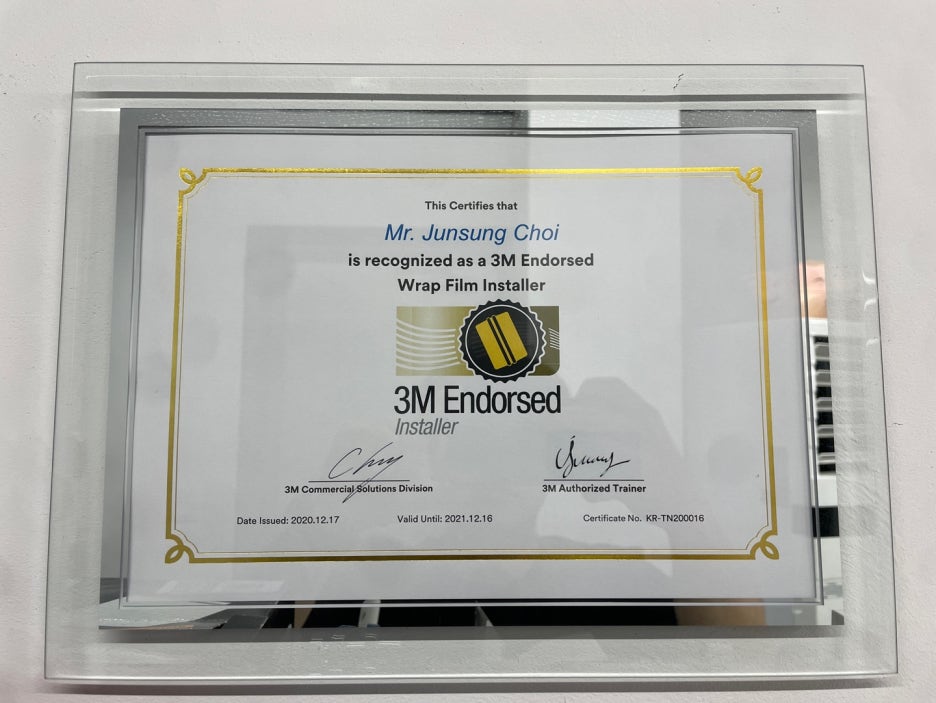 This Certifies that
Mr. Junsung Choi
is recognized as a 3M Endorsed
Wrap Film Installer
3M Endorsed
Installer
3M Commercial Solutions Division
3M Authorized Trainer
Date Issued: 2020.12.17
Valid Until: 2021.12.16
Certificate No. KR-TN200016